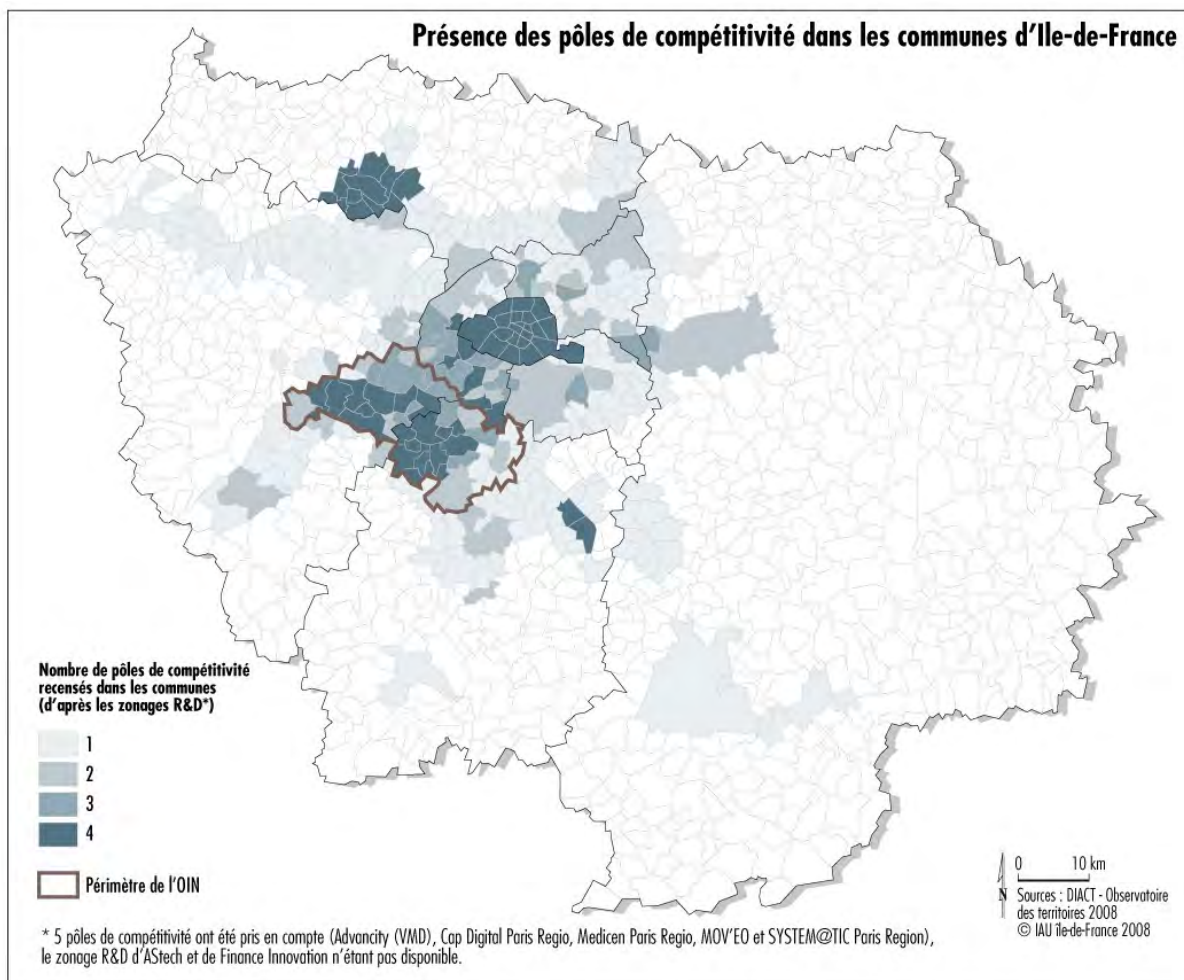 Présence des pôles de compétitivité dans les communes d'Ile-de-France
Nombre de pôles de compétitivité
recensés dans les communes
(d'après les zonages R&D*)
1
2
3
4
Périmètre de l'OIN
0 10 km
N
Sources : DIACT - Observatoire
des territoires 2008
© IAU île-de-France 2008
* 5 pôles de compétitivité ont été pris en compte (Advancity (VMD), Cap Digital Paris Regio, Medicen Paris Regio, MOV'EO et SYSTEM@TIC Paris Region),
le zonage R&D d'AStech et de Finance Innovation n'étant pas disponible.